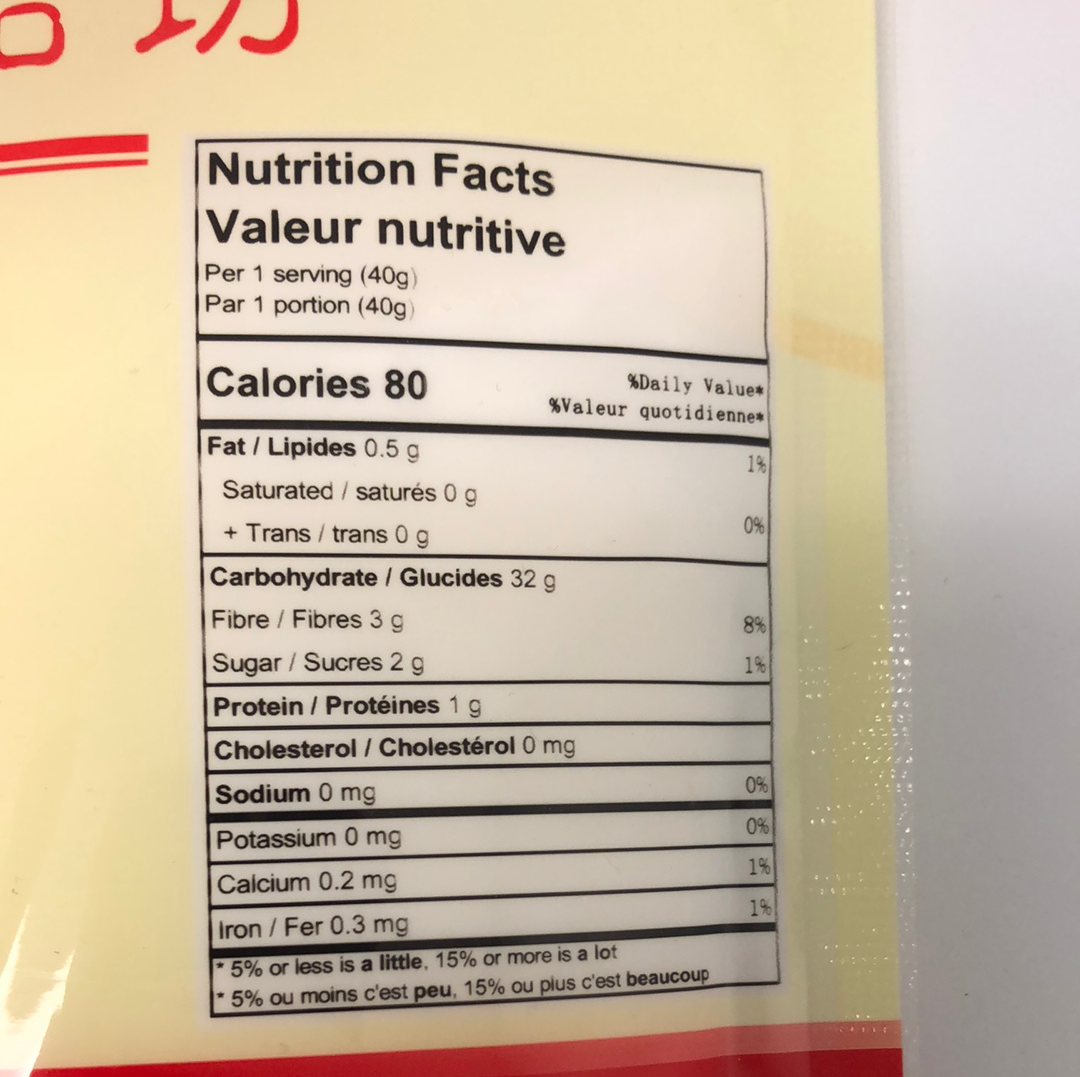 Nutrition Facts
Valeur nutritive
Per 1 serving (40g)
Par 1 portion (40g)
Calories 80
%Daily Value*
%Valeur quotidienne*
Fat / Lipides 0.5 g 1%
Saturated / saturés 0 g
+ Trans / trans 0 g 0%
Carbohydrate / Glucides 32 g
Fibre / Fibres 3 g 8%
Sugar / Sucres 2 g 1%
Protein / Protéines 1 g
Cholesterol / Cholestérol 0 mg
Sodium 0 mg 0%
Potassium 0 mg 0%
Calcium 0.2 mg 1%
Iron / Fer 0.3 mg 1%
* 5% or less is a little, 15% or more is a lot
* 5% ou moins c'est peu, 15% ou plus c'est beaucoup